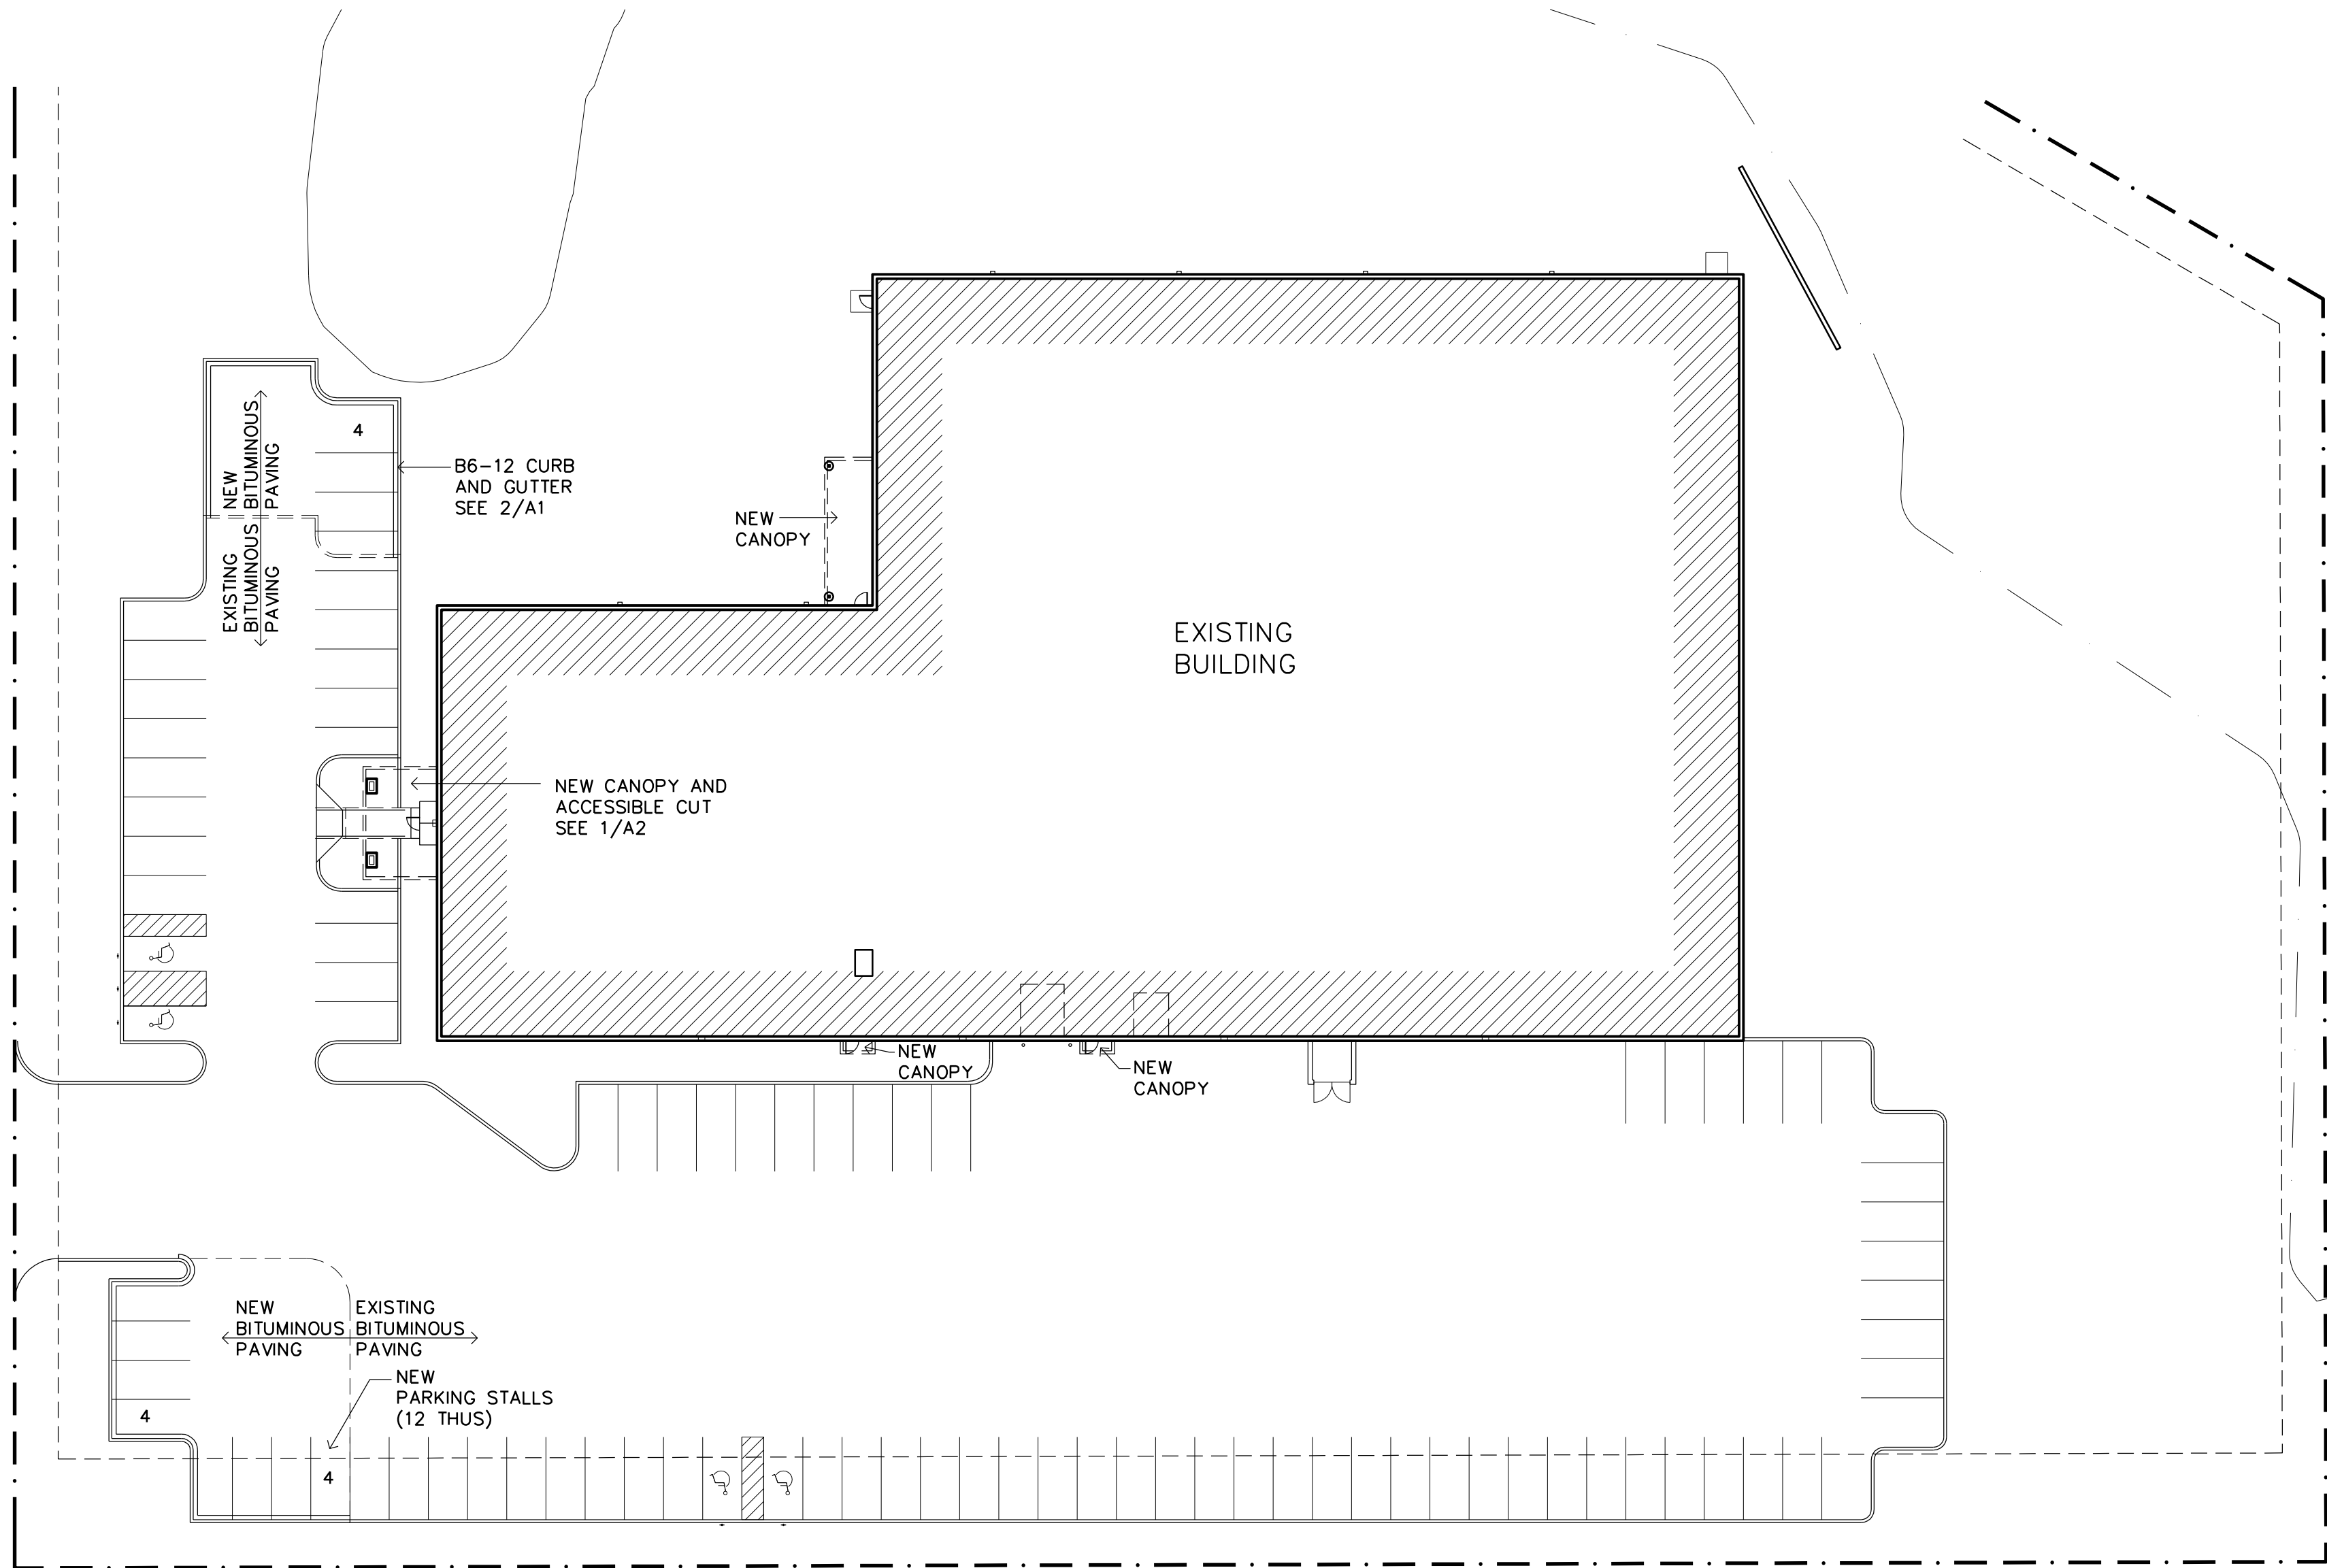 4
B6-12 CURB
AND GUTTER
SEE 2/A1
NEW
BITUMINOUS
PAVING
EXISTING
BITUMINOUS
PAVING
NEW
CANOPY
EXISTING
BUILDING
NEW CANOPY AND
ACCESSIBLE CUT
SEE 1/A2
NEW
CANOPY
NEW
CANOPY
NEW
BITUMINOUS
PAVING
EXISTING
BITUMINOUS
PAVING
NEW
PARKING STALLS
(12 THUS)
4
4